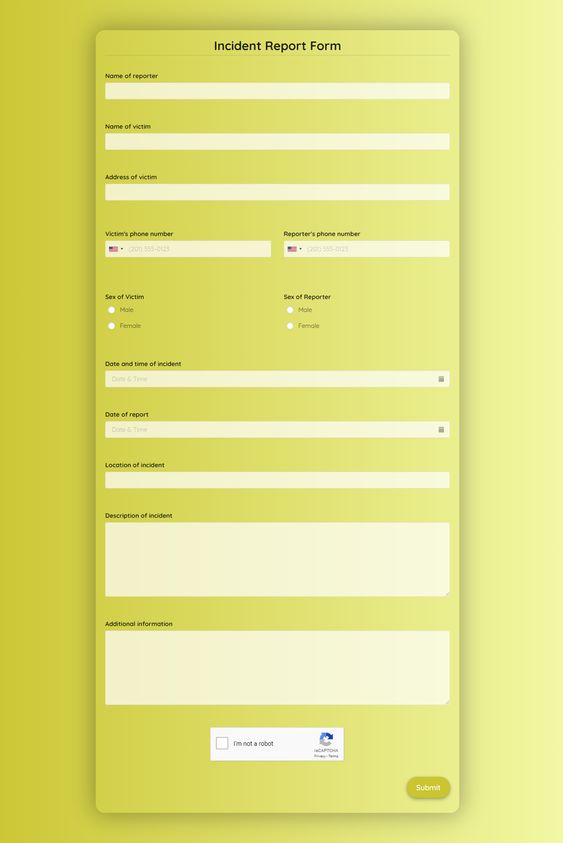 Incident Report Form
Name of reporter
Name of victim
Address of victim
Victim's phone number
Reporter's phone number
(201) 555-0123
(201) 555-0123
Sex of Victim
Sex of Reporter
Male
Male
Female
Female
Date and time of incident
Date & Time
Date of report
Date & Time
Location of incident
Description of incident
Additional information
I'm not a robot
reCAPTCHA
Privacy - Terms
Submit